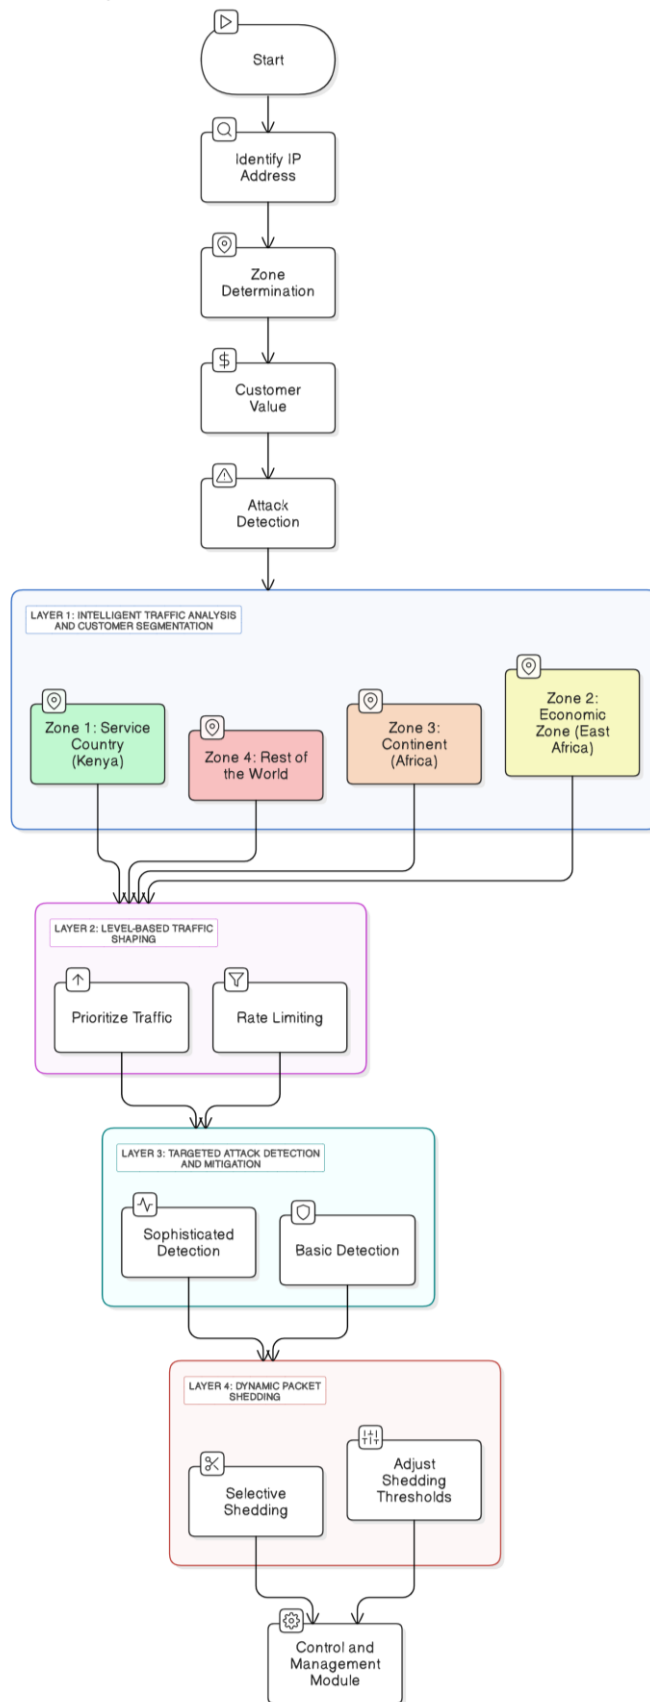 Start
Identify IP
Address
Zone
Determination
Customer
Value
Attack
Detection
LAYER 1: INTELLIGENT TRAFFIC ANALYSIS
AND CUSTOMER SEGMENTATION
Zone 1: Service
Country
(Kenya)
Zone 4: Rest of
the World
Zone 3:
Continent
(Africa)
Zone 2:
Economic
Zone (East
Africa)
LAYER 2: LEVEL-BASED TRAFFIC
SHAPING
Prioritize Traffic
Rate Limiting
LAYER 3: TARGETED ATTACK DETECTION
AND MITIGATION
Sophisticated
Detection
Basic Detection
LAYER 4: DYNAMIC PACKET
SHEDDING
Selective
Shedding
Adjust
Shedding
Thresholds
Control and
Management
Module